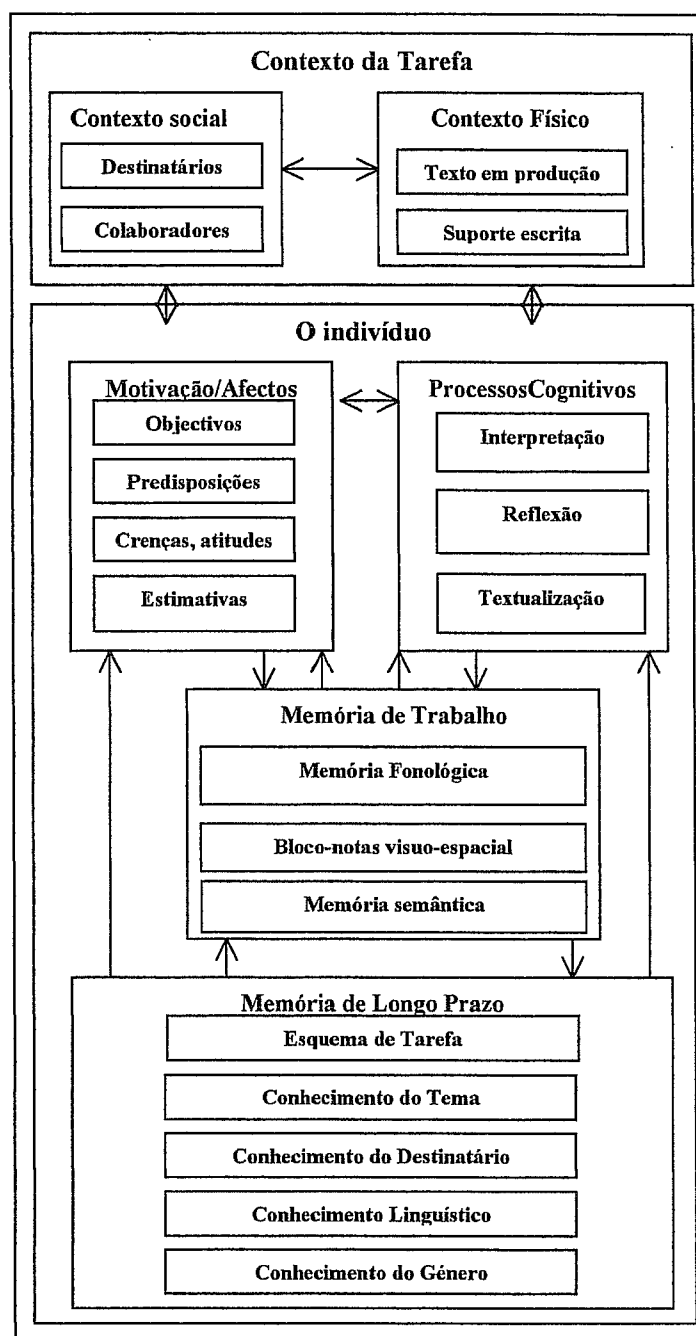 Contexto da Tarefa
Contexto social
Destinatários
Colaboradores
Contexto Físico
Texto em produção
Suporte escrita
O indivíduo
Motivação/Afectos
Objectivos
Predisposições
Crenças, atitudes
Estimativas
ProcessosCognitivos
Interpretação
Reflexão
Textualização
Memória de Trabalho
Memória Fonológica
Bloco-notas visuo-espacial
Memória semântica
Memória de Longo Prazo
Esquema de Tarefa
Conhecimento do Tema
Conhecimento do Destinatário
Conhecimento Linguístico
Conhecimento do Género